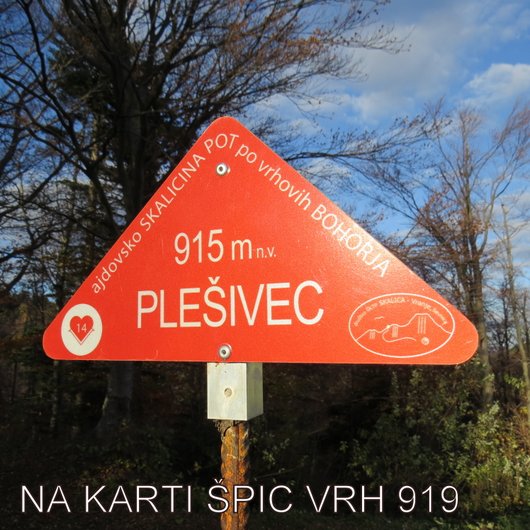 ajdovsko SKALICINA POT po vrhovih BOHORJA
915 m n.v.
PLEŠIVEC
14
NA KARTI ŠPIC VRH 919